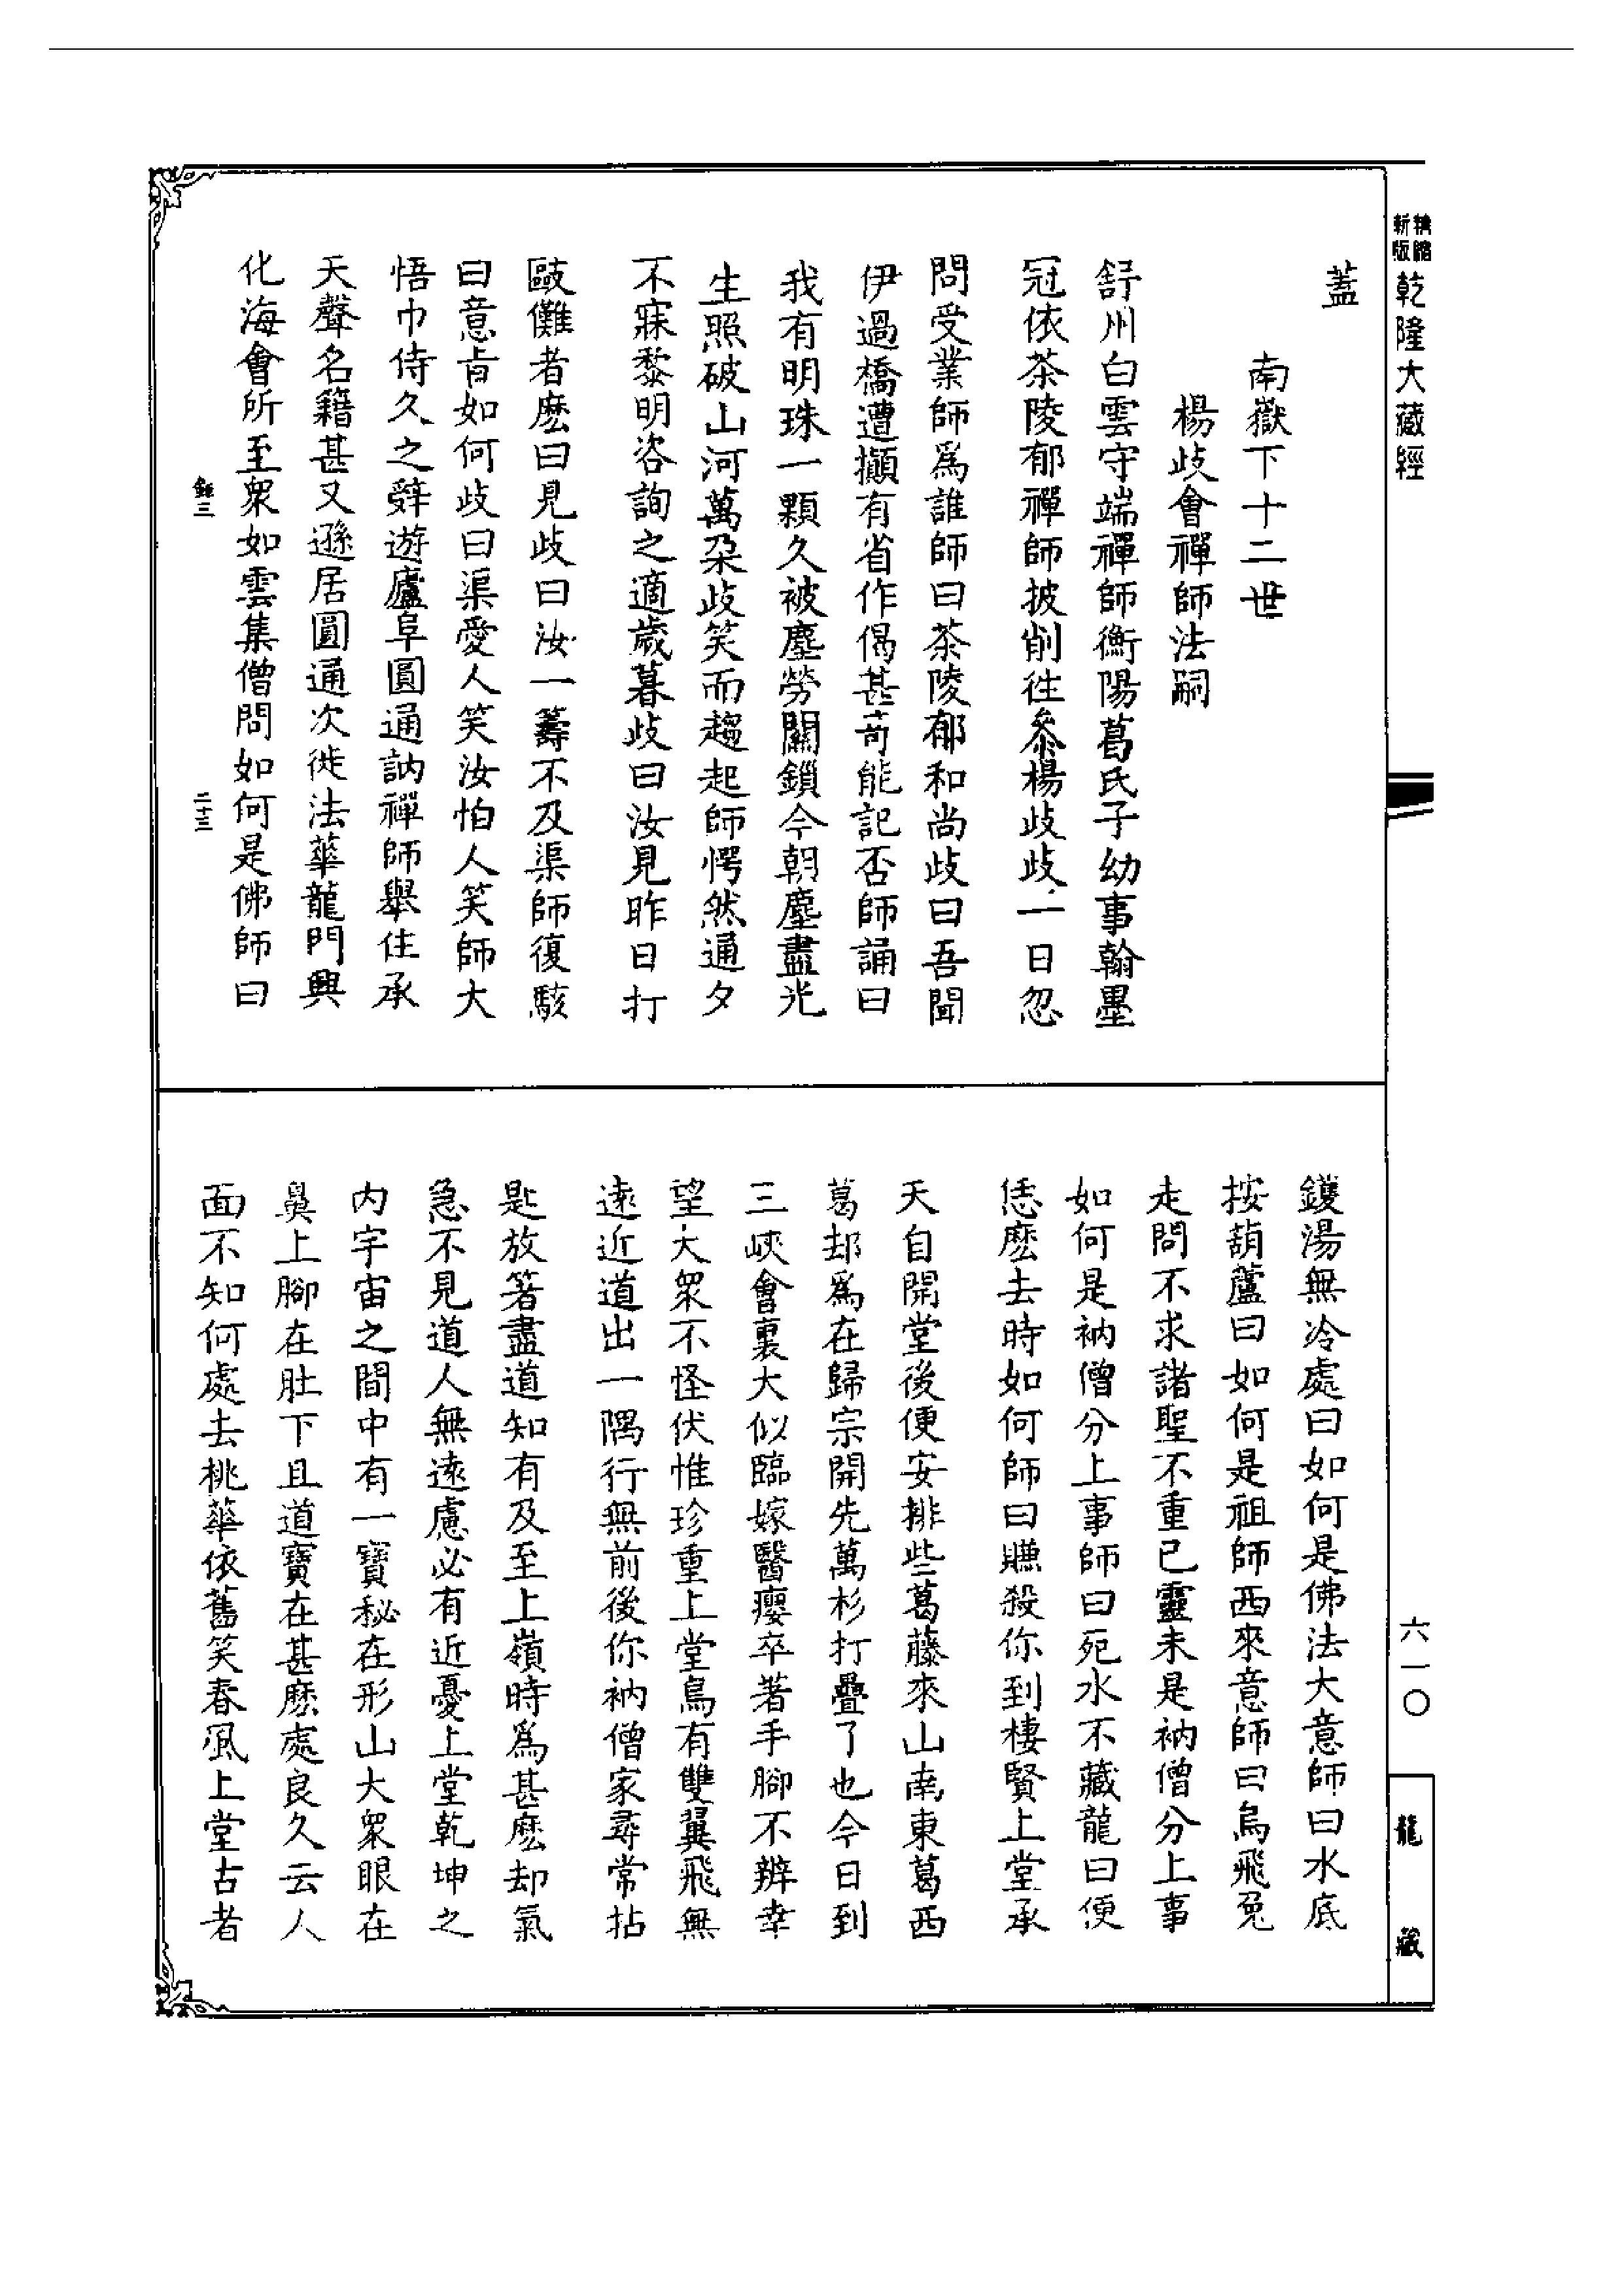 精縮
新版
乾隆大藏經
蓋
南嶽下十二世
楊歧會禪師法嗣
舒州白雲守端禪師衡陽葛氏子幼事翰墨
冠依茶陵郁禪師披削往參楊歧歧一日忽
問受業師爲誰師曰茶陵郁和尚歧曰吾聞
伊過橋遭攧有省作偈甚奇能記否師誦曰
我有明珠一顆久被塵勞關鎖今朝塵盡光
生照破山河萬朶歧笑而趨起師愕然通夕
不寐黎明咨詢之適歲暮歧曰汝見昨日打
敺儺者麽曰見歧曰汝一籌不及渠師復駭
曰意旨如何歧曰渠愛人笑汝怕人笑師大
悟巾侍久之辤遊廬阜圓通訥禪師舉住承
天聲名籍甚又遜居圓通次徙法華龍門興
化海會所至衆如雲集僧問如何是佛師曰
三
二十三
鑊湯無冷處曰如何是佛法大意師曰水底
按葫蘆曰如何是祖師西來意師曰烏飛兔
走問不求諸聖不重己靈未是衲僧分上事
如何是衲僧分上事師曰死水不藏龍曰便
恁麽去時如何師曰賺殺你到棲賢上堂承
天自開堂後便安排些葛藤來山南東葛西
葛却爲在歸宗開先萬杉打疊了也今日到
三峽會裏大似臨嫁醫癭卒著手腳不辨幸
望大衆不怪伏惟珍重上堂鳥有雙翼飛無
遠近道出一隅行無前後你衲僧家尋常拈
匙放箸盡道知有及至上嶺時爲甚麽却氣
急不見道人無遠慮必有近憂上堂乾坤之
内宇宙之間中有一寶秘在形山大衆眼在
鼻上腳在肚下且道寶在甚麽處良久云人
面不知何處去桃華依舊笑春風上堂古者
六一〇
龍藏